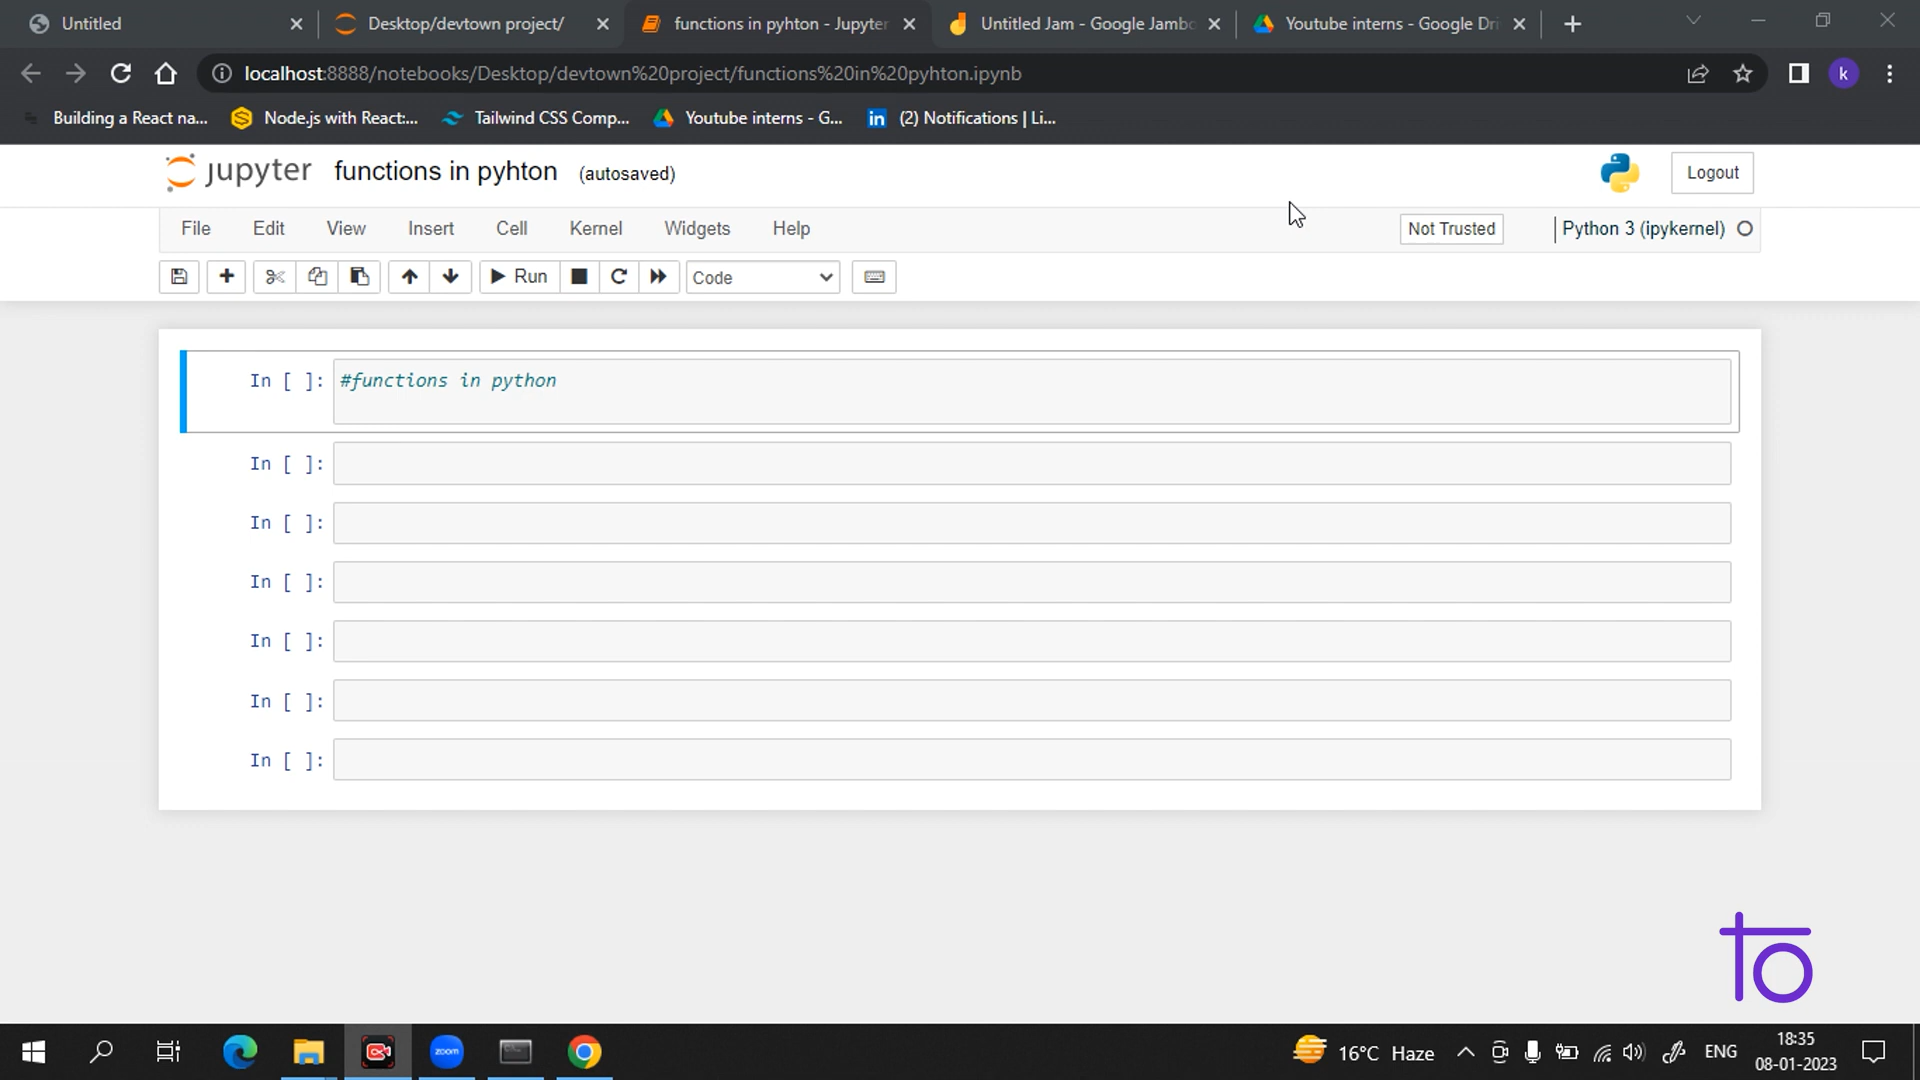 Untitled
Desktop/devtown project/
functions in pyhton - Jupyter
Untitled Jam - Google Jambo
Youtube interns - Google Dri
localhost:8888/notebooks/Desktop/devtown%20project/functions%20in%20pyhton.ipynb
k
Building a React na...
Node.js with React:...
Tailwind CSS Comp...
Youtube interns - G...
(2) Notifications | Li...
jupyter functions in pyhton (autosaved)
Logout
File Edit View Insert Cell Kernel Widgets Help
Not Trusted
Python 3 (ipykernel)
Run
Code
In [ ]: #functions in python
In [ ]:
In [ ]:
In [ ]:
In [ ]:
In [ ]:
In [ ]:
zoom
16°C Haze
ENG
18:35
08-01-2023